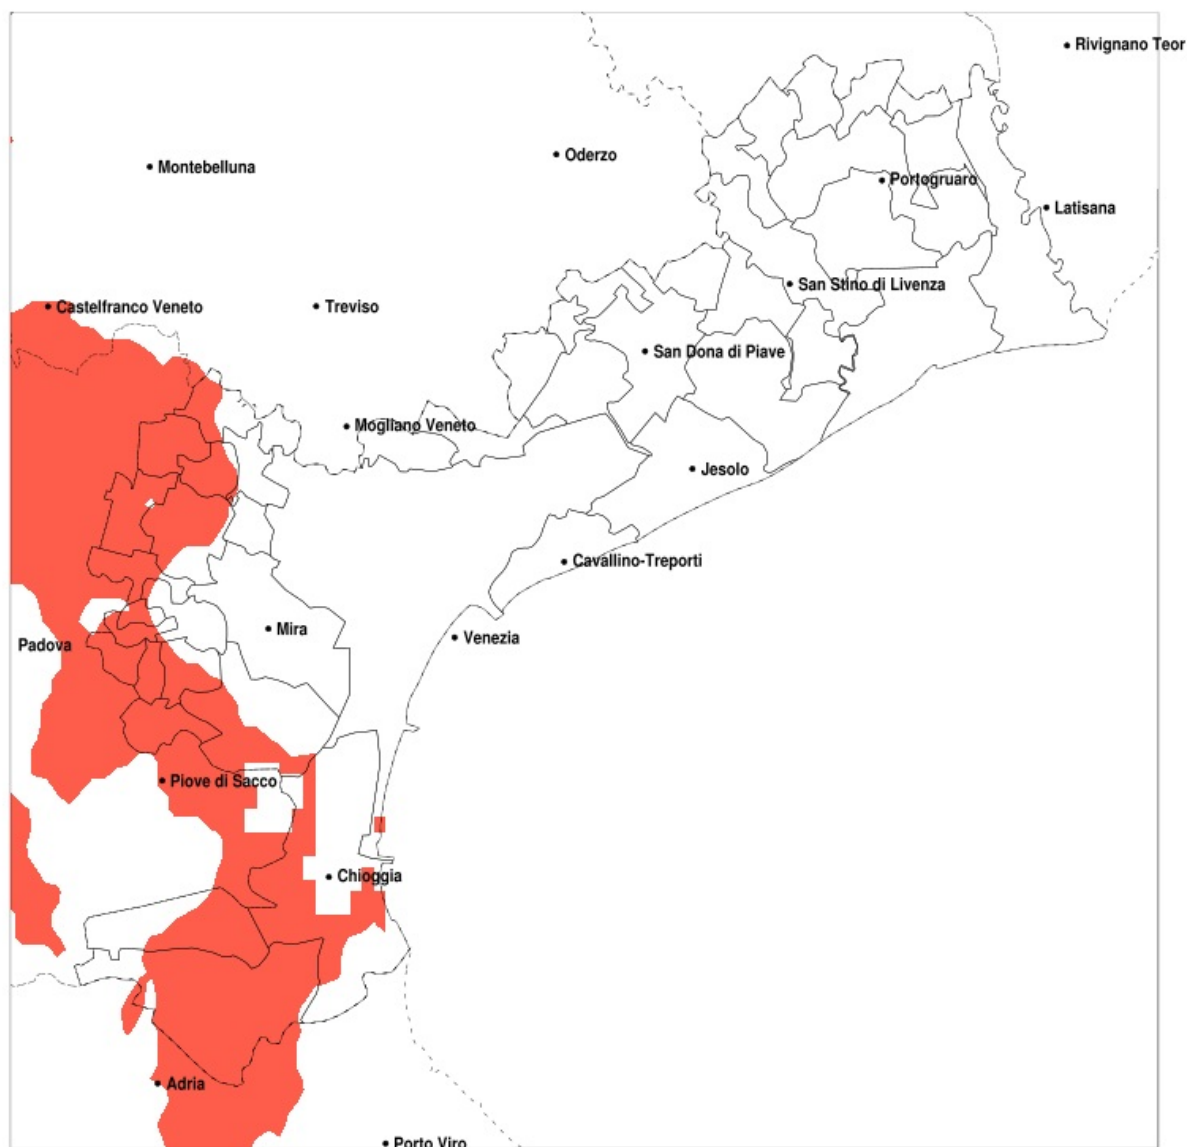 Rivignano Teor
Oderzo
Montebelluna
Portogruaro
Latisana
San Stino di Livenza
Castelfranco Veneto
Treviso
San Dona di Piave
Mogliano Veneto
Jesolo
Cavallino-Treporti
Mira
Venezia
Padova
Piove di Sacco
Chioggia
Adria
Porto Viro